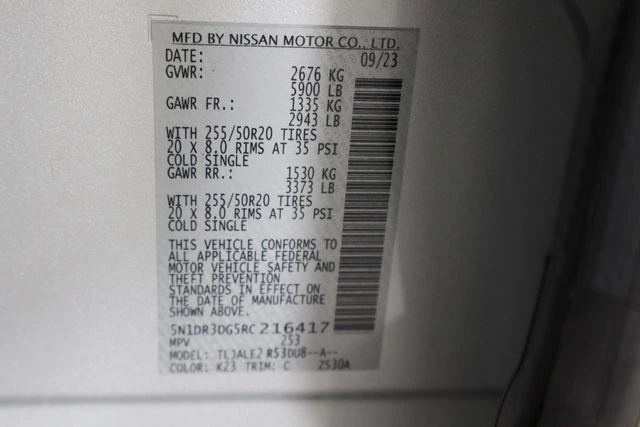 MFD BY NISSAN MOTOR CO., LTD.
DATE: 09/23
GVWR: 2676 KG
5900 LB
GAWR FR.: 1335 KG
2943 LB
WITH 255/50R20 TIRES
20 X 8.0 RIMS AT 35 PSI
COLD SINGLE
GAWR RR.: 1530 KG
3373 LB
WITH 255/50R20 TIRES
20 X 8.0 RIMS AT 35 PSI
COLD SINGLE
THIS VEHICLE CONFORMS TO
ALL APPLICABLE FEDERAL
MOTOR VEHICLE SAFETY AND
THEFT PREVENTION
STANDARDS IN EFFECT ON
THE DATE OF MANUFACTURE
SHOWN ABOVE.
5N1DR3DG5RC216417
MPV 253
MODEL: TLJALE2 R53DU8--A--
COLOR: K23 TRIM: C ZS30A